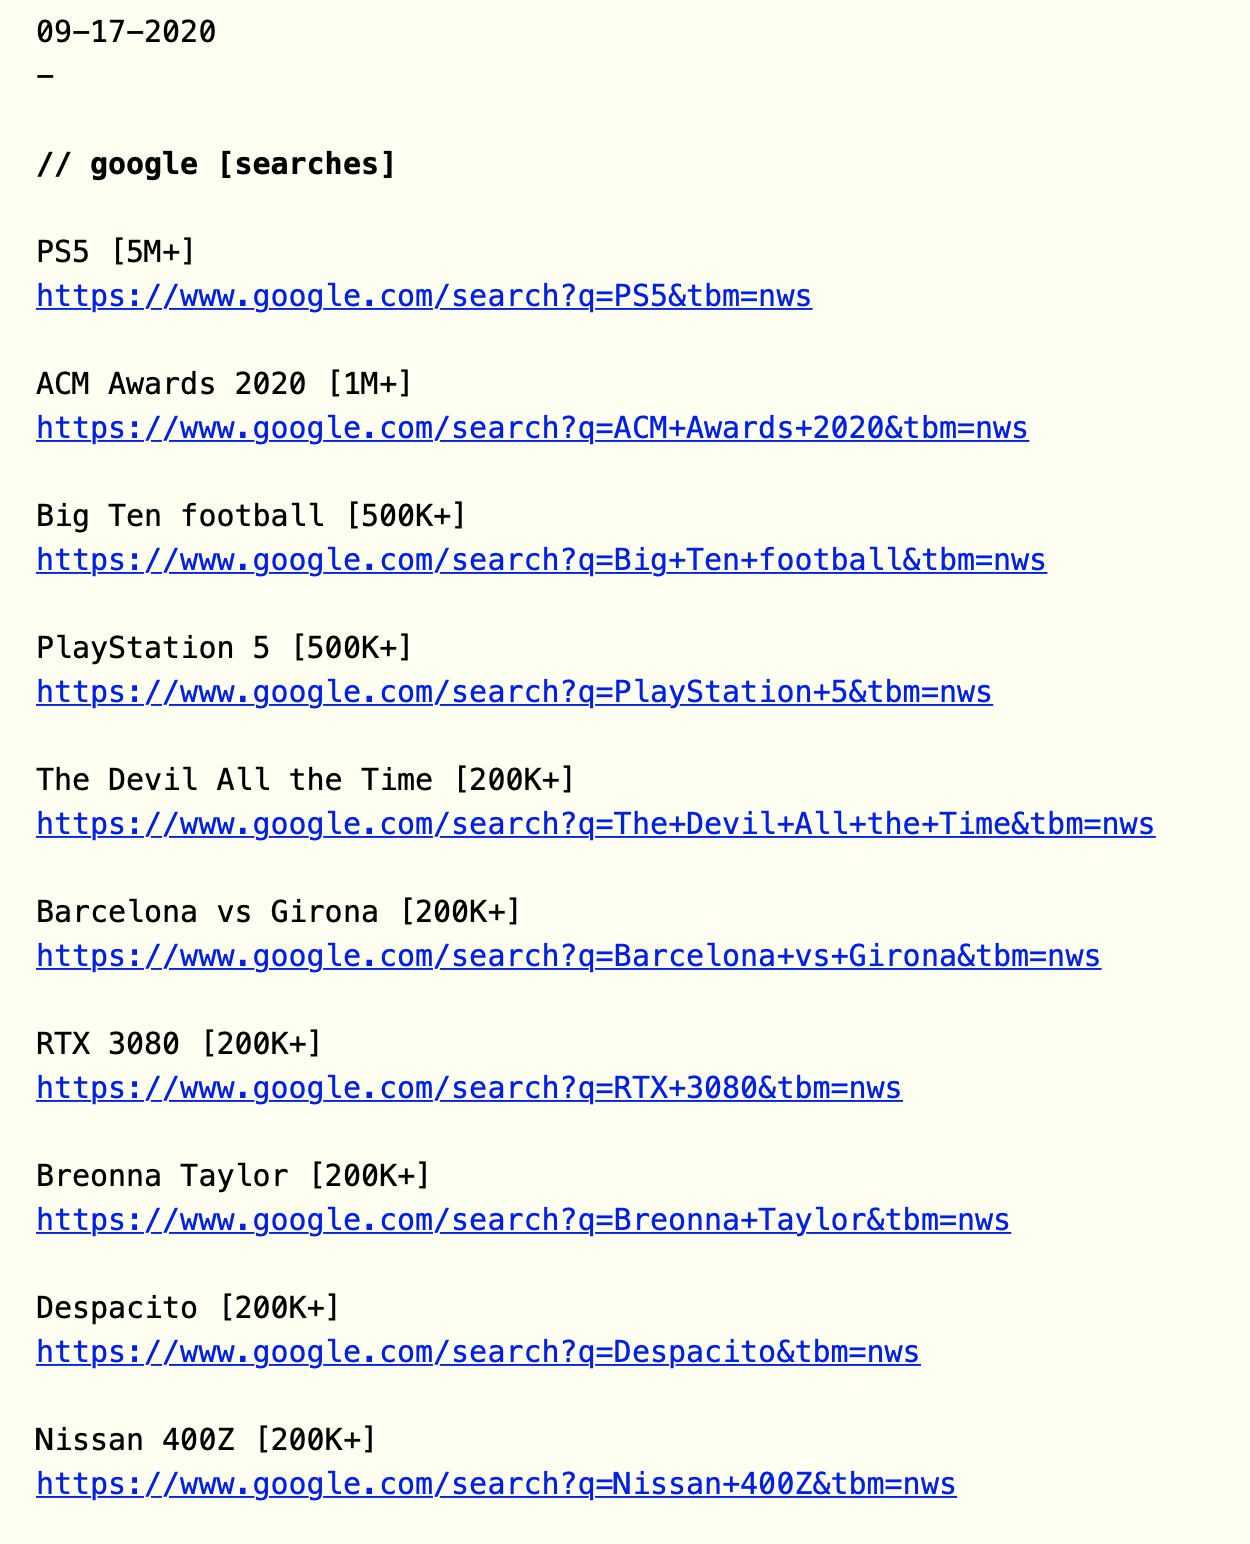 09-17-2020
-
// google [searches]
PS5 [5M+]
https://www.google.com/search?q=PS5&tbm=nws
ACM Awards 2020 [1M+]
https://www.google.com/search?q=ACM+Awards+2020&tbm=nws
Big Ten football [500K+]
https://www.google.com/search?q=Big+Ten+football&tbm=nws
PlayStation 5 [500K+]
https://www.google.com/search?q=PlayStation+5&tbm=nws
The Devil All the Time [200K+]
https://www.google.com/search?q=The+Devil+All+the+Time&tbm=nws
Barcelona vs Girona [200K+]
https://www.google.com/search?q=Barcelona+vs+Girona&tbm=nws
RTX 3080 [200K+]
https://www.google.com/search?q=RTX+3080&tbm=nws
Breonna Taylor [200K+]
https://www.google.com/search?q=Breonna+Taylor&tbm=nws
Despacito [200K+]
https://www.google.com/search?q=Despacito&tbm=nws
Nissan 400Z [200K+]
https://www.google.com/search?q=Nissan+400Z&tbm=nws